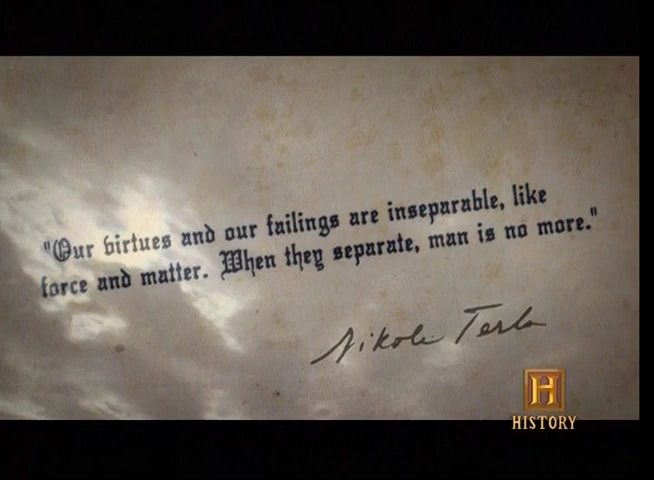 "Our virtues and our failings are inseparable, like
force and matter. When they separate, man is no more."
Nikola Tesla
H
HISTORY